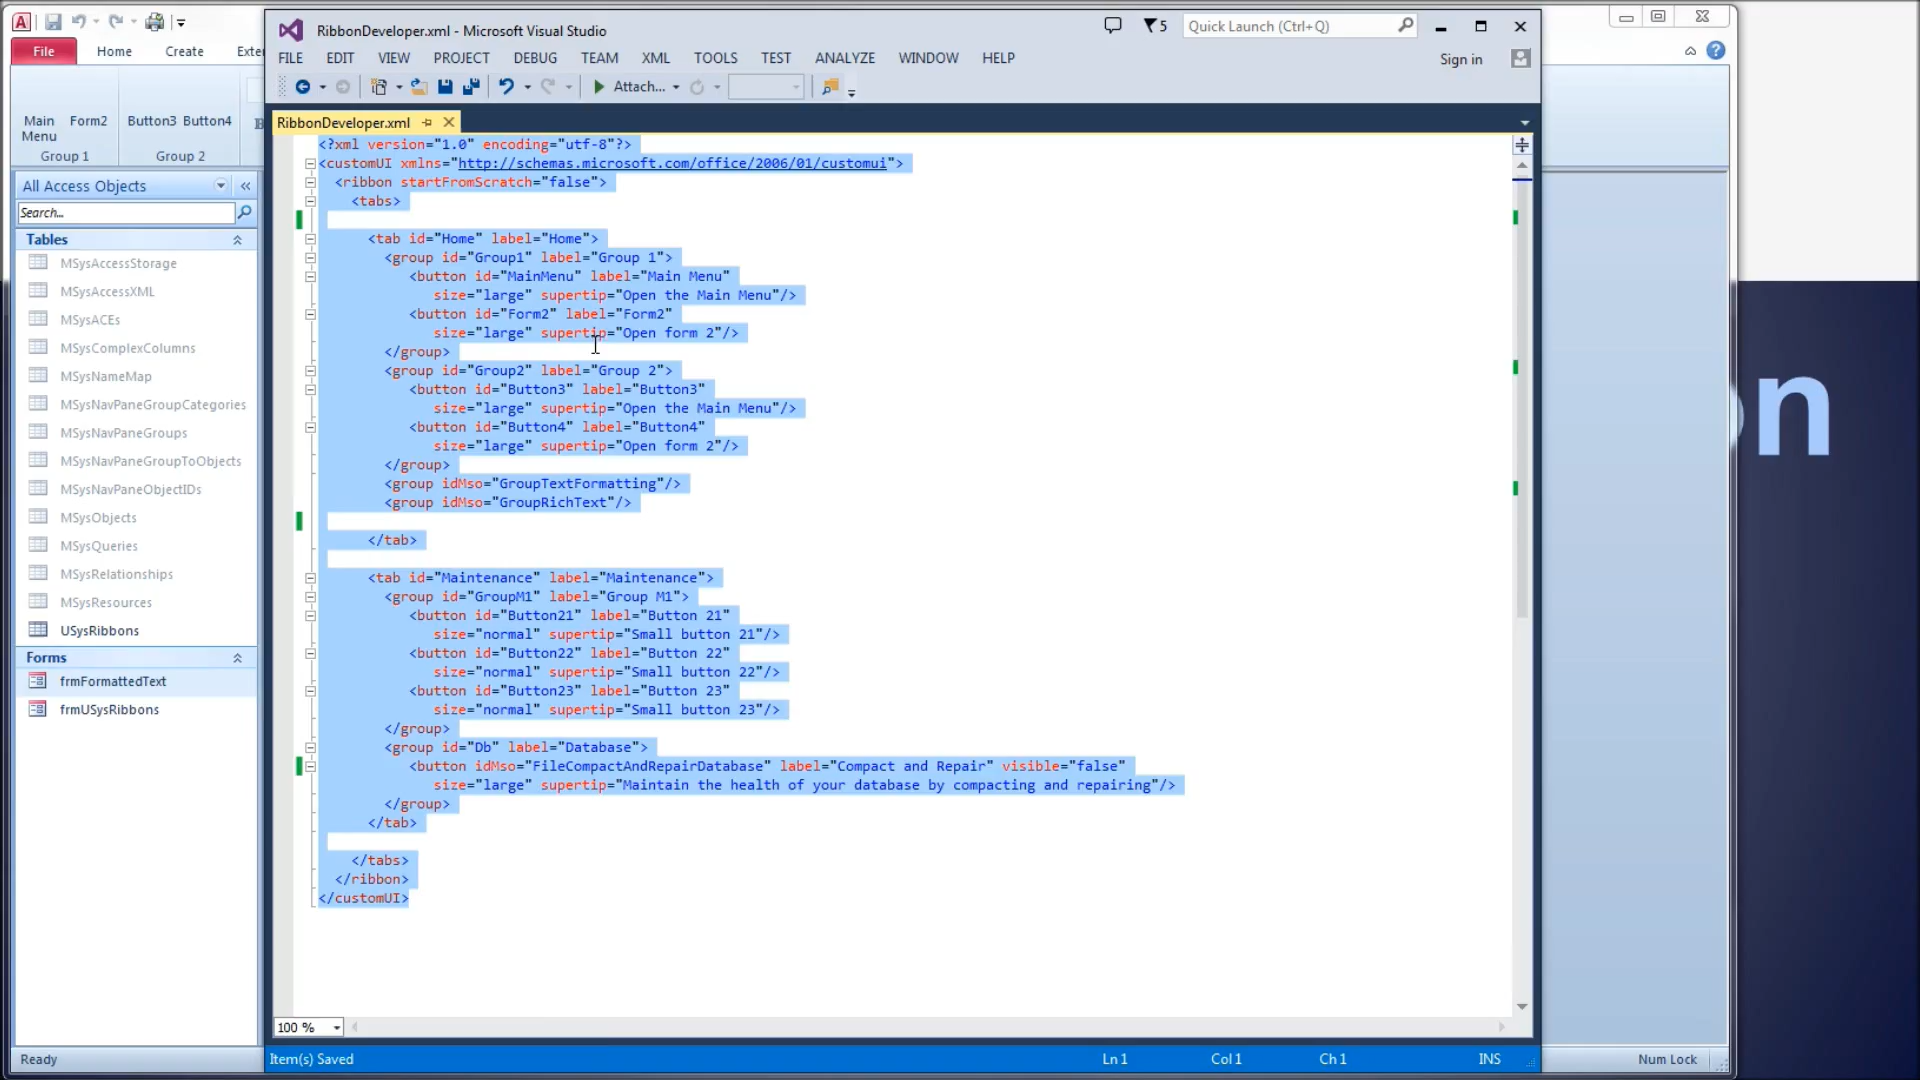 RibbonDeveloper.xml - Microsoft Visual Studio
5
Quick Launch (Ctrl+Q)
File
Home
Create
Exter
FILE
EDIT
VIEW
PROJECT
DEBUG
TEAM
XML
TOOLS
TEST
ANALYZE
WINDOW
HELP
Sign in
Attach...
Main Menu
Form2
Group 1
Button3
Button4
Group 2
All Access Objects
Search...
Tables
MSysAccessStorage
MSysAccessXML
MSysACEs
MSysComplexColumns
MSysNameMap
MSysNavPaneGroupCategories
MSysNavPaneGroups
MSysNavPaneGroupToObjects
MSysNavPaneObjectIDs
MSysObjects
MSysQueries
MSysRelationships
MSysResources
USysRibbons
Forms
frmFormattedText
frmUSysRibbons
Ready
RibbonDeveloper.xml
<?xml version="1.0" encoding="utf-8"?>
<customUI xmlns="http://schemas.microsoft.com/office/2006/01/customui">
<ribbon startFromScratch="false">
<tabs>
<tab id="Home" label="Home">
<group id="Group1" label="Group 1">
<button id="MainMenu" label="Main Menu"
size="large" supertip="Open the Main Menu"/>
<button id="Form2" label="Form2"
size="large" supertip="Open form 2"/>
</group>
<group id="Group2" label="Group 2">
<button id="Button3" label="Button3"
size="large" supertip="Open the Main Menu"/>
<button id="Button4" label="Button4"
size="large" supertip="Open form 2"/>
</group>
<group idMso="GroupTextFormatting"/>
<group idMso="GroupRichText"/>
</tab>
<tab id="Maintenance" label="Maintenance">
<group id="GroupM1" label="Group M1">
<button id="Button21" label="Button 21"
size="normal" supertip="Small button 21"/>
<button id="Button22" label="Button 22"
size="normal" supertip="Small button 22"/>
<button id="Button23" label="Button 23"
size="normal" supertip="Small button 23"/>
</group>
<group id="Db" label="Database">
<button idMso="FileCompactAndRepairDatabase" label="Compact and Repair" visible="false"
size="large" supertip="Maintain the health of your database by compacting and repairing"/>
</group>
</tab>
</tabs>
</ribbon>
</customUI>
100 %
Item(s) Saved
Ln 1
Col 1
Ch 1
INS
Num Lock
on